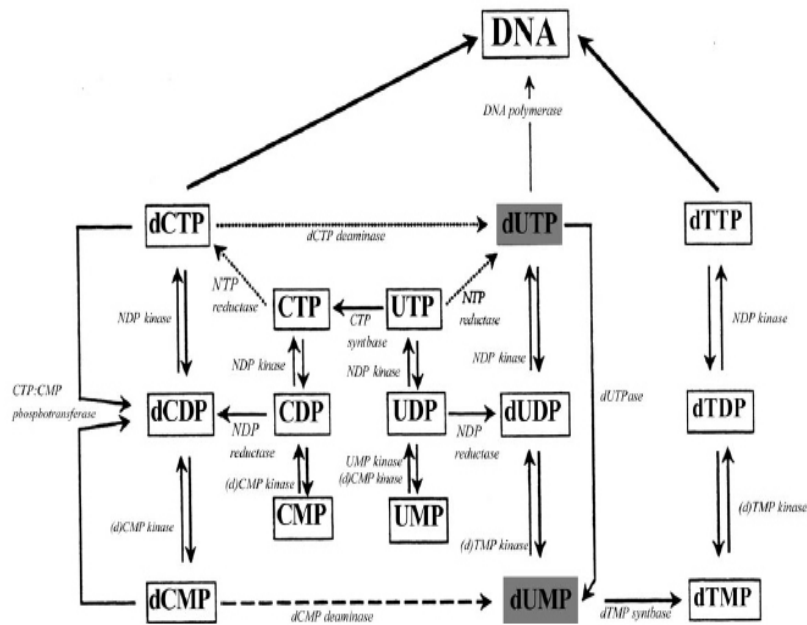 DNA
DNA polymerase
dCTP
dUTP
dTTP
dCTP deaminase
NTP
reductase
CTP
UTP
NTP
reductase
CTP
synthase
NDP kinase
NDP kinase
NDP kinase
NDP kinase
NDP kinase
CTP:CMP
phosphotransferase
dUTPase
dCDP
CDP
UDP
dUDP
dTDP
NDP
reductase
NDP
reductase
(d)CMP kinase
UMP kinase
(d)CMP kinase
CMP
UMP
(d)CMP kinase
(d)TMP kinase
(d)TMP kinase
dCMP
dUMP
dTMP
dCMP deaminase
dTMP synthase